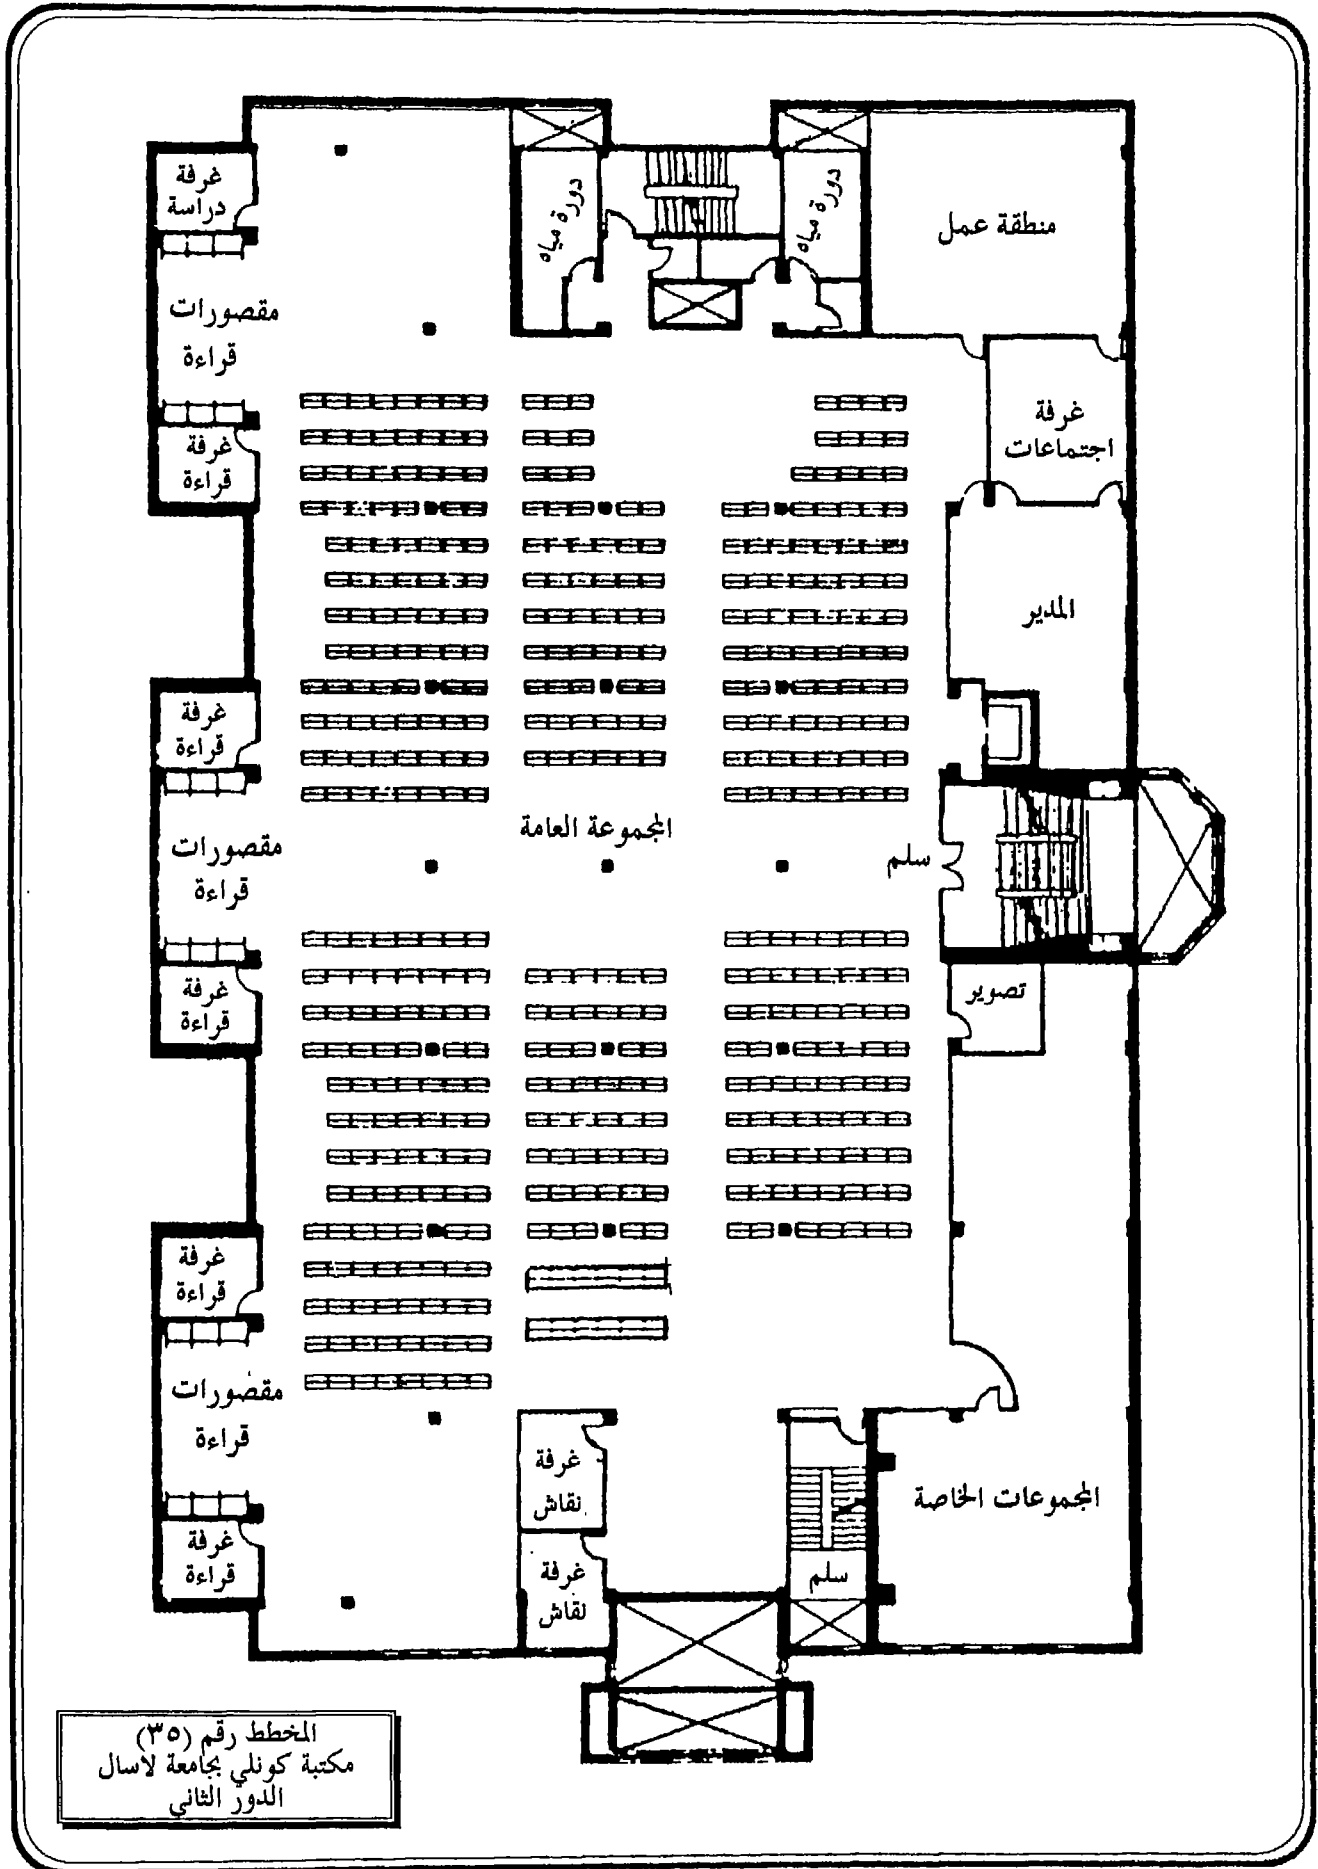 غرفة
دراسة
دورة مياه
دورة مياه
منطقة عمل
مقصورات
قراءة
غرفة
اجتماعات
غرفة
قراءة
المدير
غرفة
قراءة
المجموعة العامة
مقصورات
قراءة
سلم
غرفة
قراءة
تصوير
غرفة
قراءة
مقصورات
قراءة
غرفة
نقاش
المجموعات الخاصة
غرفة
قراءة
غرفة
نقاش
سلم
المخطط رقم (٣٥)
مكتبة كونلي بجامعة لاسال
الدور الثاني